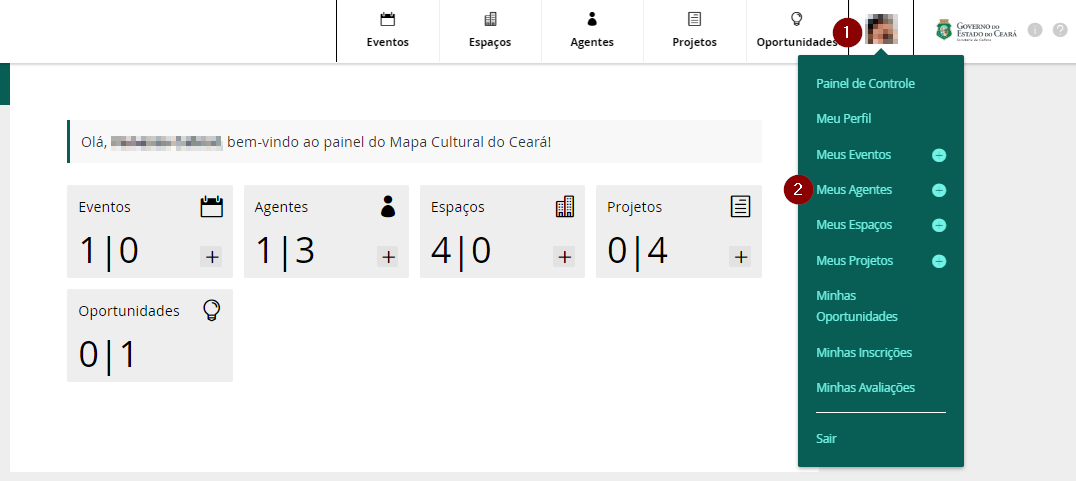 Eventos
Espaços
Agentes
Projetos
Oportunidades
1
GOVERNO DO
ESTADO DO CEARÁ
Secretaria da Cultura
i
?
Olá, bem-vindo ao painel do Mapa Cultural do Ceará!
Eventos
1|0
+
Agentes
1|3
+
Espaços
4|0
+
Projetos
0|4
+
Oportunidades
0|1
Painel de Controle
Meu Perfil
Meus Eventos +
2 Meus Agentes +
Meus Espaços +
Meus Projetos +
Minhas
Oportunidades
Minhas Inscrições
Minhas Avaliações
Sair